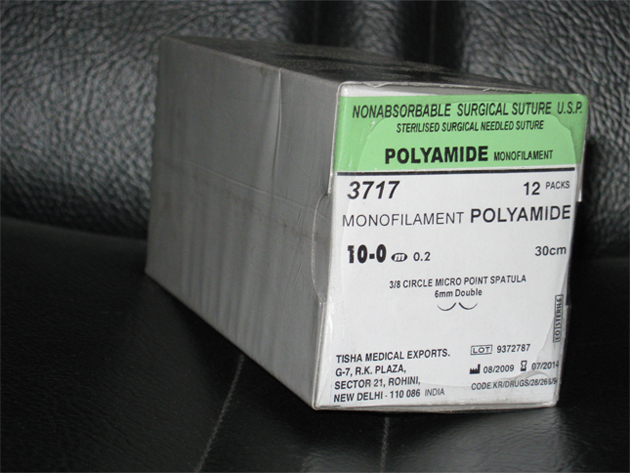 NONABSORBABLE SURGICAL SUTURE U.S.P.
STERILISED SURGICAL NEEDLED SUTURE
POLYAMIDE MONOFILAMENT
3717 12 PACKS
MONOFILAMENT POLYAMIDE
10-0 m 0.2 30cm
3/8 CIRCLE MICRO POINT SPATULA
6mm Double
TISHA MEDICAL EXPORTS.
G-7, R.K. PLAZA,
SECTOR 21, ROHINI,
NEW DELHI - 110 086 INDIA
LOT 9372787
08/2009 07/2014